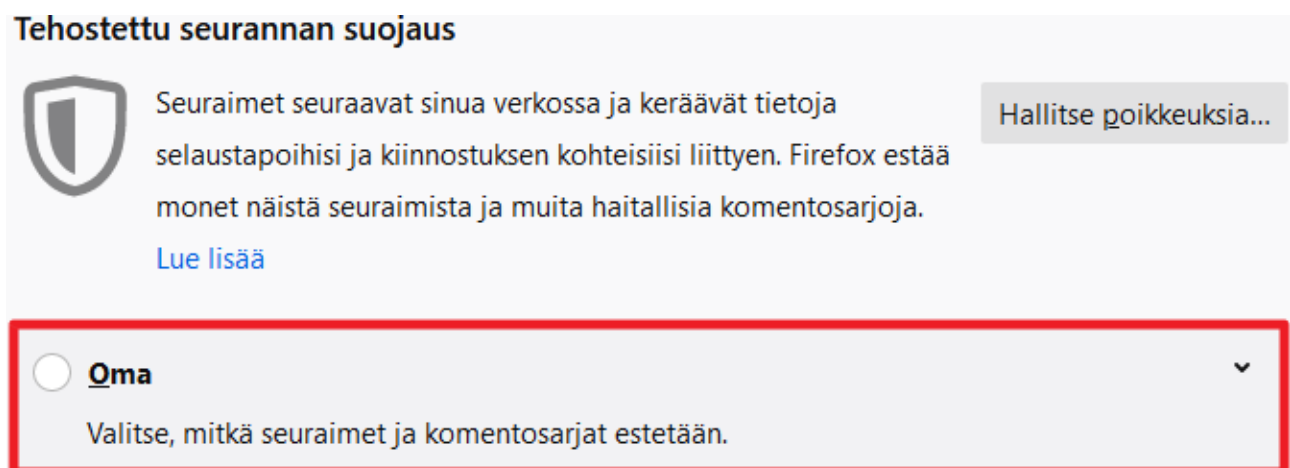 Tehostettu seurannan suojaus
Seuraimet seuraavat sinua verkossa ja keräävät tietoja
Hallitse poikkeuksia...
selaustapoihisi ja kiinnostuksen kohteisiisi liittyen. Firefox estää
monet näistä seuraimista ja muita haitallisia komentosarjoja.
Lue lisää
Oma
Valitse, mitkä seuraimet ja komentosarjat estetään.